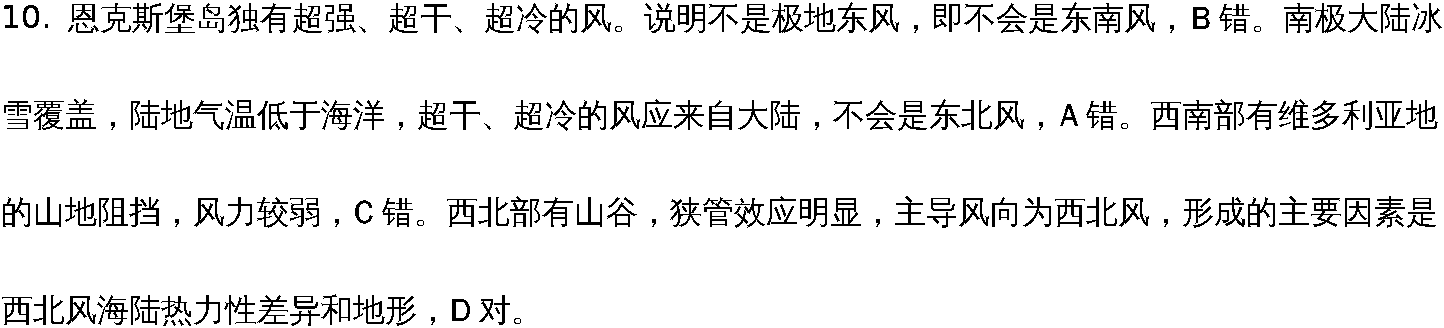 10. 恩克斯堡岛独有超强、超干、超冷的风。说明不是极地东风，即不会是东南风，B 错。南极大陆冰
雪覆盖，陆地气温低于海洋，超干、超冷的风应来自大陆，不会是东北风，A 错。西南部有维多利亚地
的山地阻挡，风力较弱，C 错。西北部有山谷，狭管效应明显，主导风向为西北风，形成的主要因素是
西北风海陆热力性差异和地形，D 对。